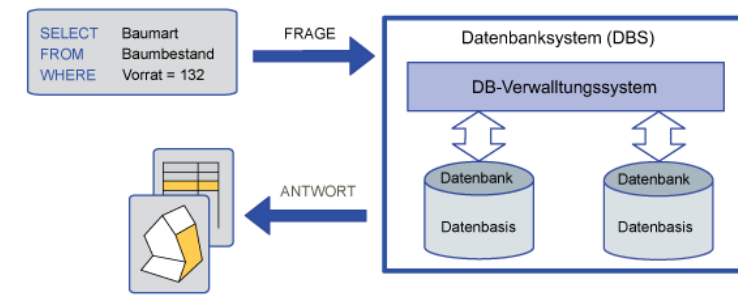 SELECT Baumart
FROM Baumbestand
WHERE Vorrat = 132
FRAGE
Datenbanksystem (DBS)
DB-Verwalltungssystem
Datenbank
Datenbasis
Datenbank
Datenbasis
ANTWORT